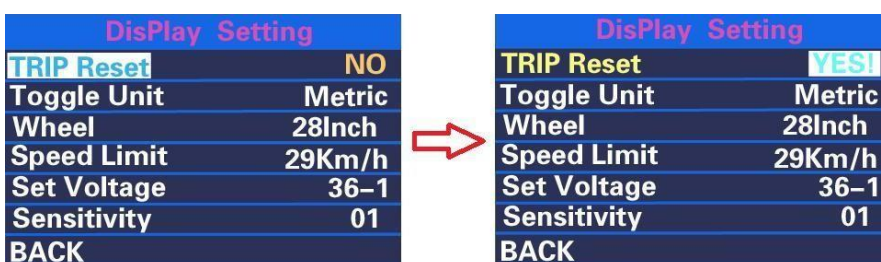 DisPlay Setting
TRIP Reset NO
Toggle Unit Metric
Wheel 28Inch
Speed Limit 29Km/h
Set Voltage 36–1
Sensitivity 01
BACK
DisPlay Setting
TRIP Reset YES!
Toggle Unit Metric
Wheel 28Inch
Speed Limit 29Km/h
Set Voltage 36–1
Sensitivity 01
BACK